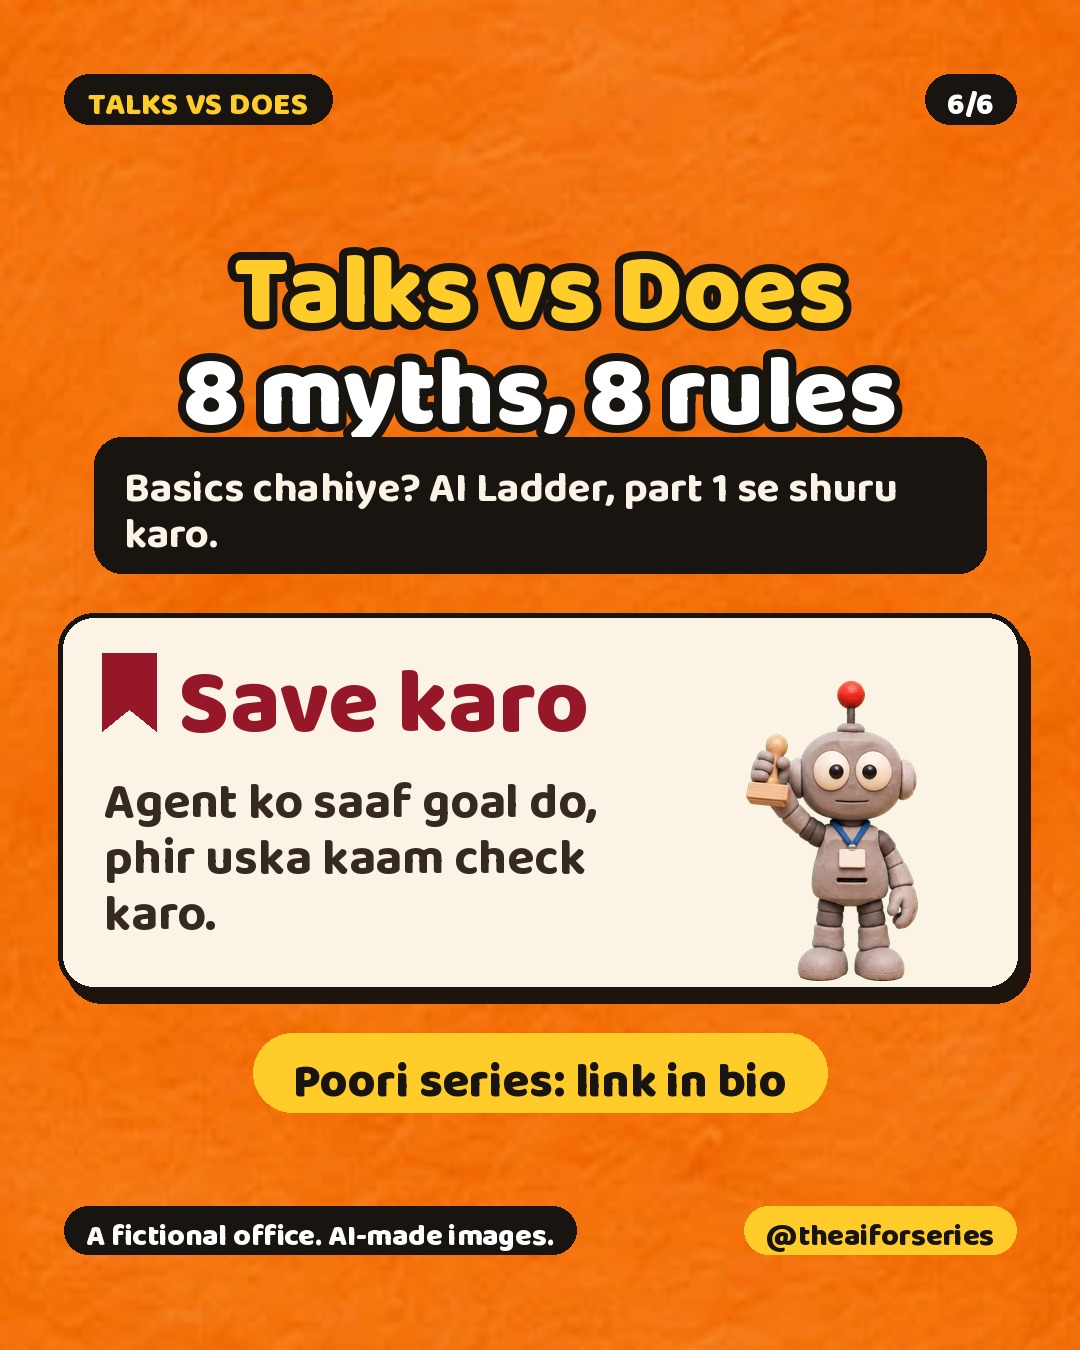 TALKS VS DOES
6/6
Talks vs Does
8 myths, 8 rules
Basics chahiye? AI Ladder, part 1 se shuru
karo.
Save karo
Agent ko saaf goal do,
phir uska kaam check
karo.
Poori series: link in bio
A fictional office. AI-made images.
@theaiforseries